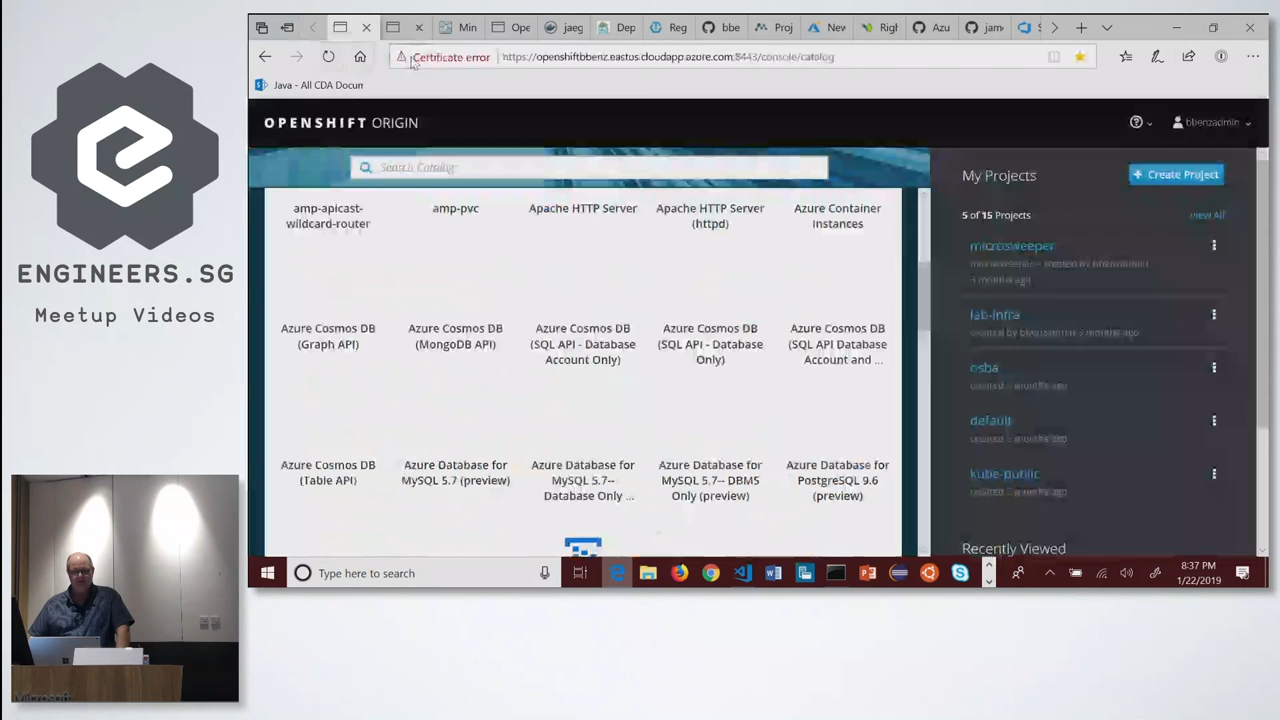 ENGINEERS.SG
Meetup Videos
Microsoft
Min
Ope
jaeg
Dep
Reg
bbe
Proj
Nev
Righ
Azu
jame
S
Certificate error
https://openshiftbbenz.eastus.cloudapp.azure.com:8443/console/catalog
Java - All CDA Docum
OPENSHIFT ORIGIN
bbenzadmin
Search Catalog
amp-apicast-
wildcard-router
amp-pvc
Apache HTTP Server
Apache HTTP Server
(httpd)
Azure Container
Instances
Azure Cosmos DB
(Graph API)
Azure Cosmos DB
(MongoDB API)
Azure Cosmos DB
(SQL API - Database
Account Only)
Azure Cosmos DB
(SQL API - Database
Only)
Azure Cosmos DB
(SQL API Database
Account and ...
Azure Cosmos DB
(Table API)
Azure Database for
MySQL 5.7 (preview)
Azure Database for
MySQL 5.7-- 
Database Only ...
Azure Database for
MySQL 5.7-- DBMS
Only (preview)
Azure Database for
PostgreSQL 9.6
(preview)
My Projects
+ Create Project
5 of 15 Projects
View All
microsweeper
3 months ago
lab-infra
osba
default
kube-public
Recently Viewed
Type here to search
8:37 PM
1/22/2019